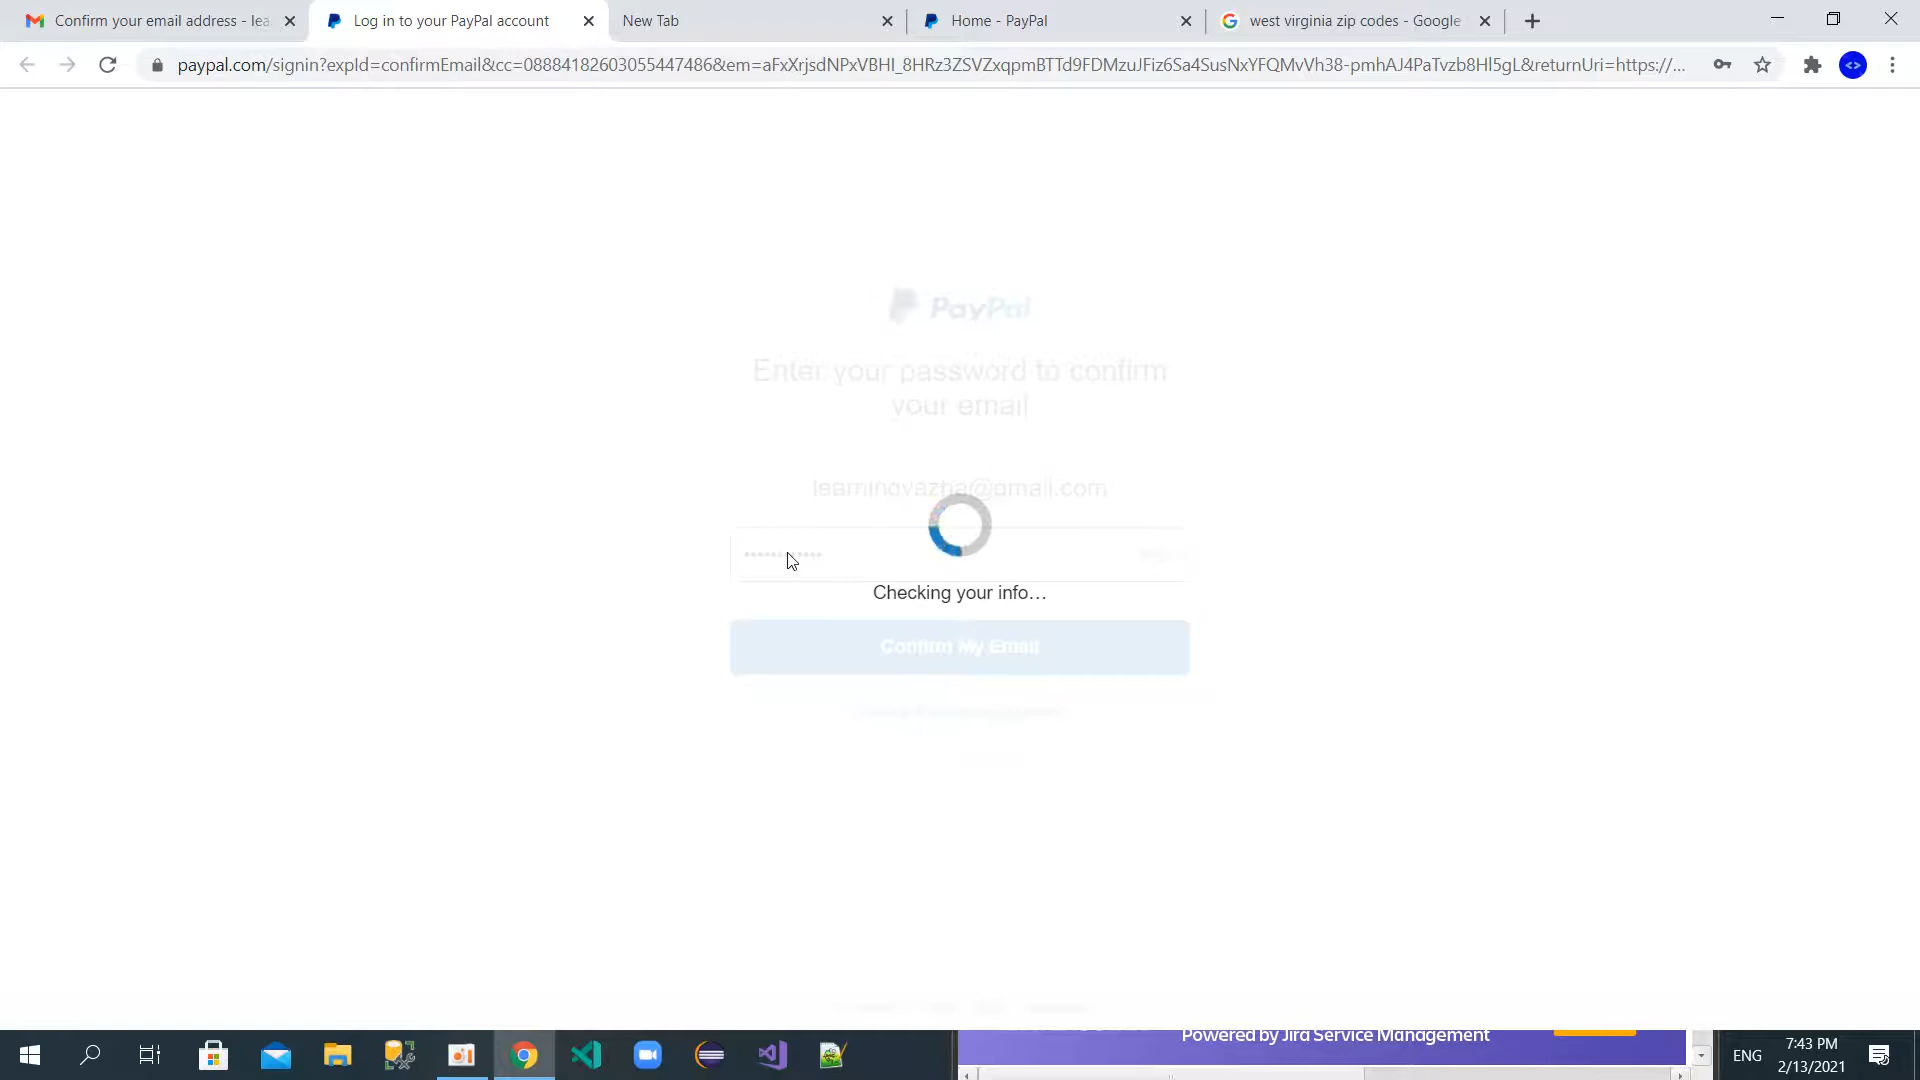 Confirm your email address - lea
Log in to your PayPal account
New Tab
Home - PayPal
west virginia zip codes - Google
paypal.com/signin?expId=confirmEmail&cc=08884182603055447486&em=aFxXrjsdNPxVBHI_8HRz3ZSVZxqpmBTTd9FDMzuJFiz6Sa4SusNxYFQMvVh38-pmhAJ4PaTvzb8Hl5gL&returnUri=https://...
PayPal
Enter your password to confirm
your email
Checking your info...
Confirm My Email
Powered by Jira Service Management
ENG
7:43 PM
2/13/2021